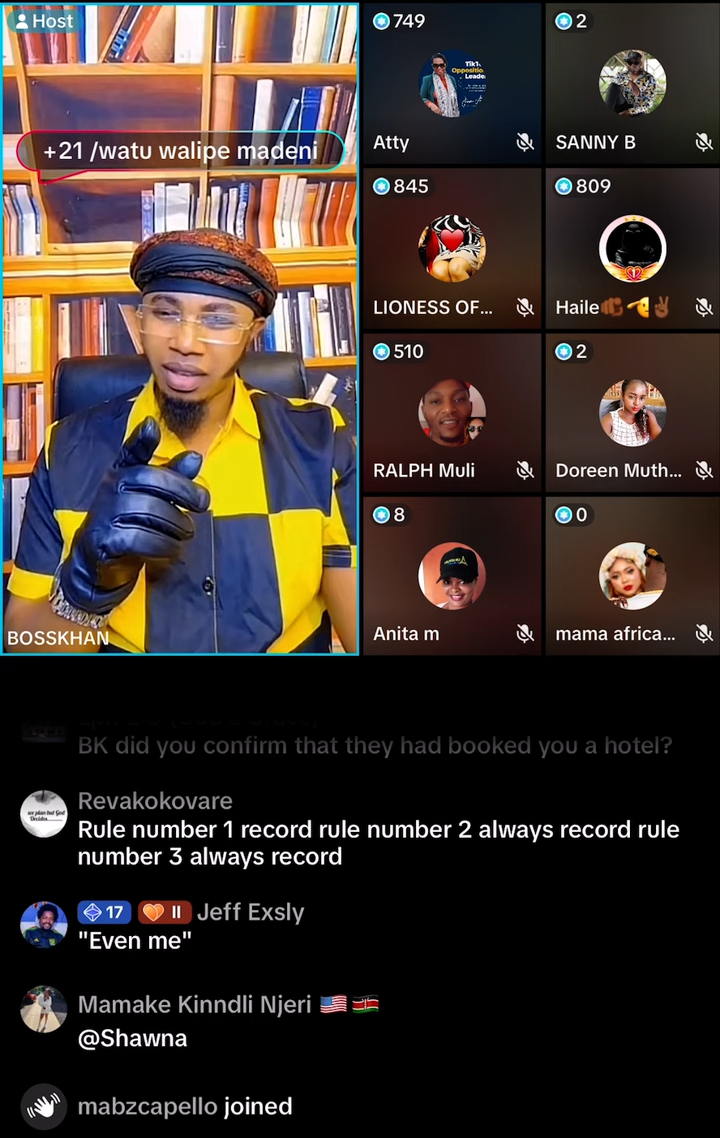 Host
+21 /watu walipe madeni
BOSSKHAN
749
Atty
2
SANNY B
845
LIONESS OF...
809
Haile
510
RALPH Muli
2
Doreen Muth...
8
Anita m
0
mama africa...
BK did you confirm that they had booked you a hotel?
Revakokovare
Rule number 1 record rule number 2 always record rule
number 3 always record
17 II Jeff Exsly
"Even me"
Mamake Kinndli Njeri 🇺🇸🇰🇪
@Shawna
mabzcapello joined